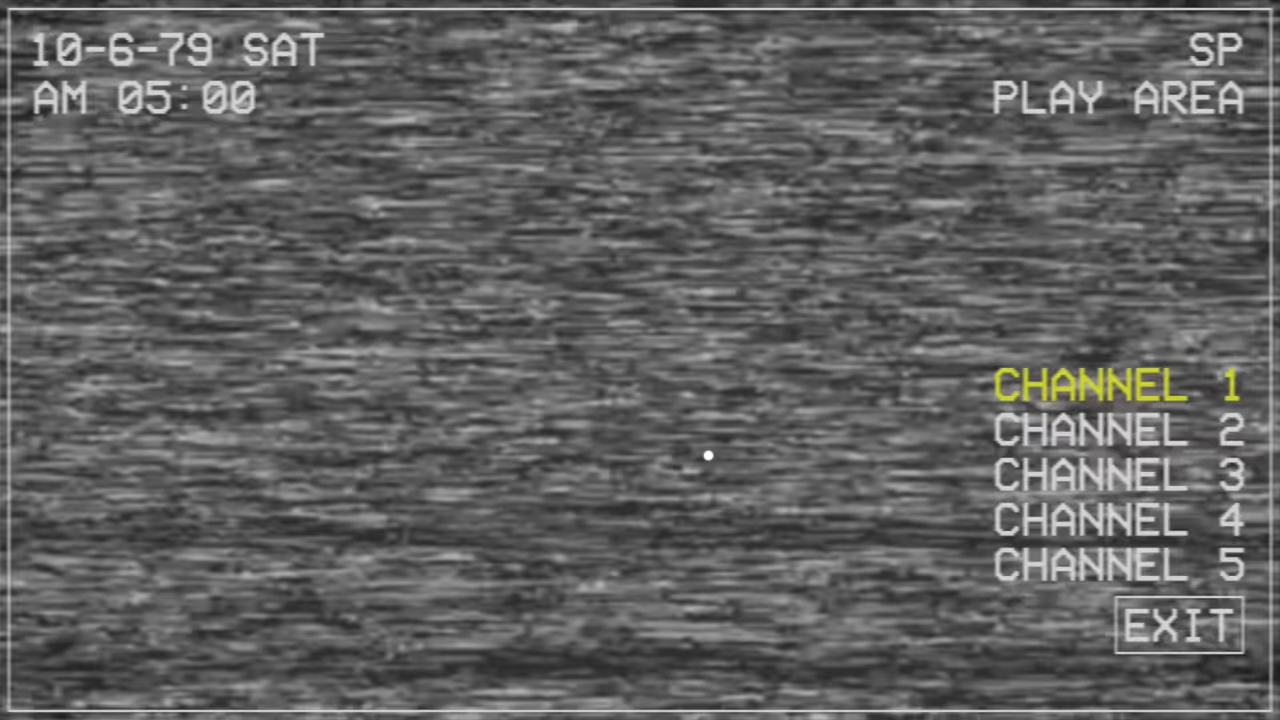 10-6-79 SAT
AM 05:00
SP
PLAY AREA
CHANNEL 1
CHANNEL 2
CHANNEL 3
CHANNEL 4
CHANNEL 5
EXIT